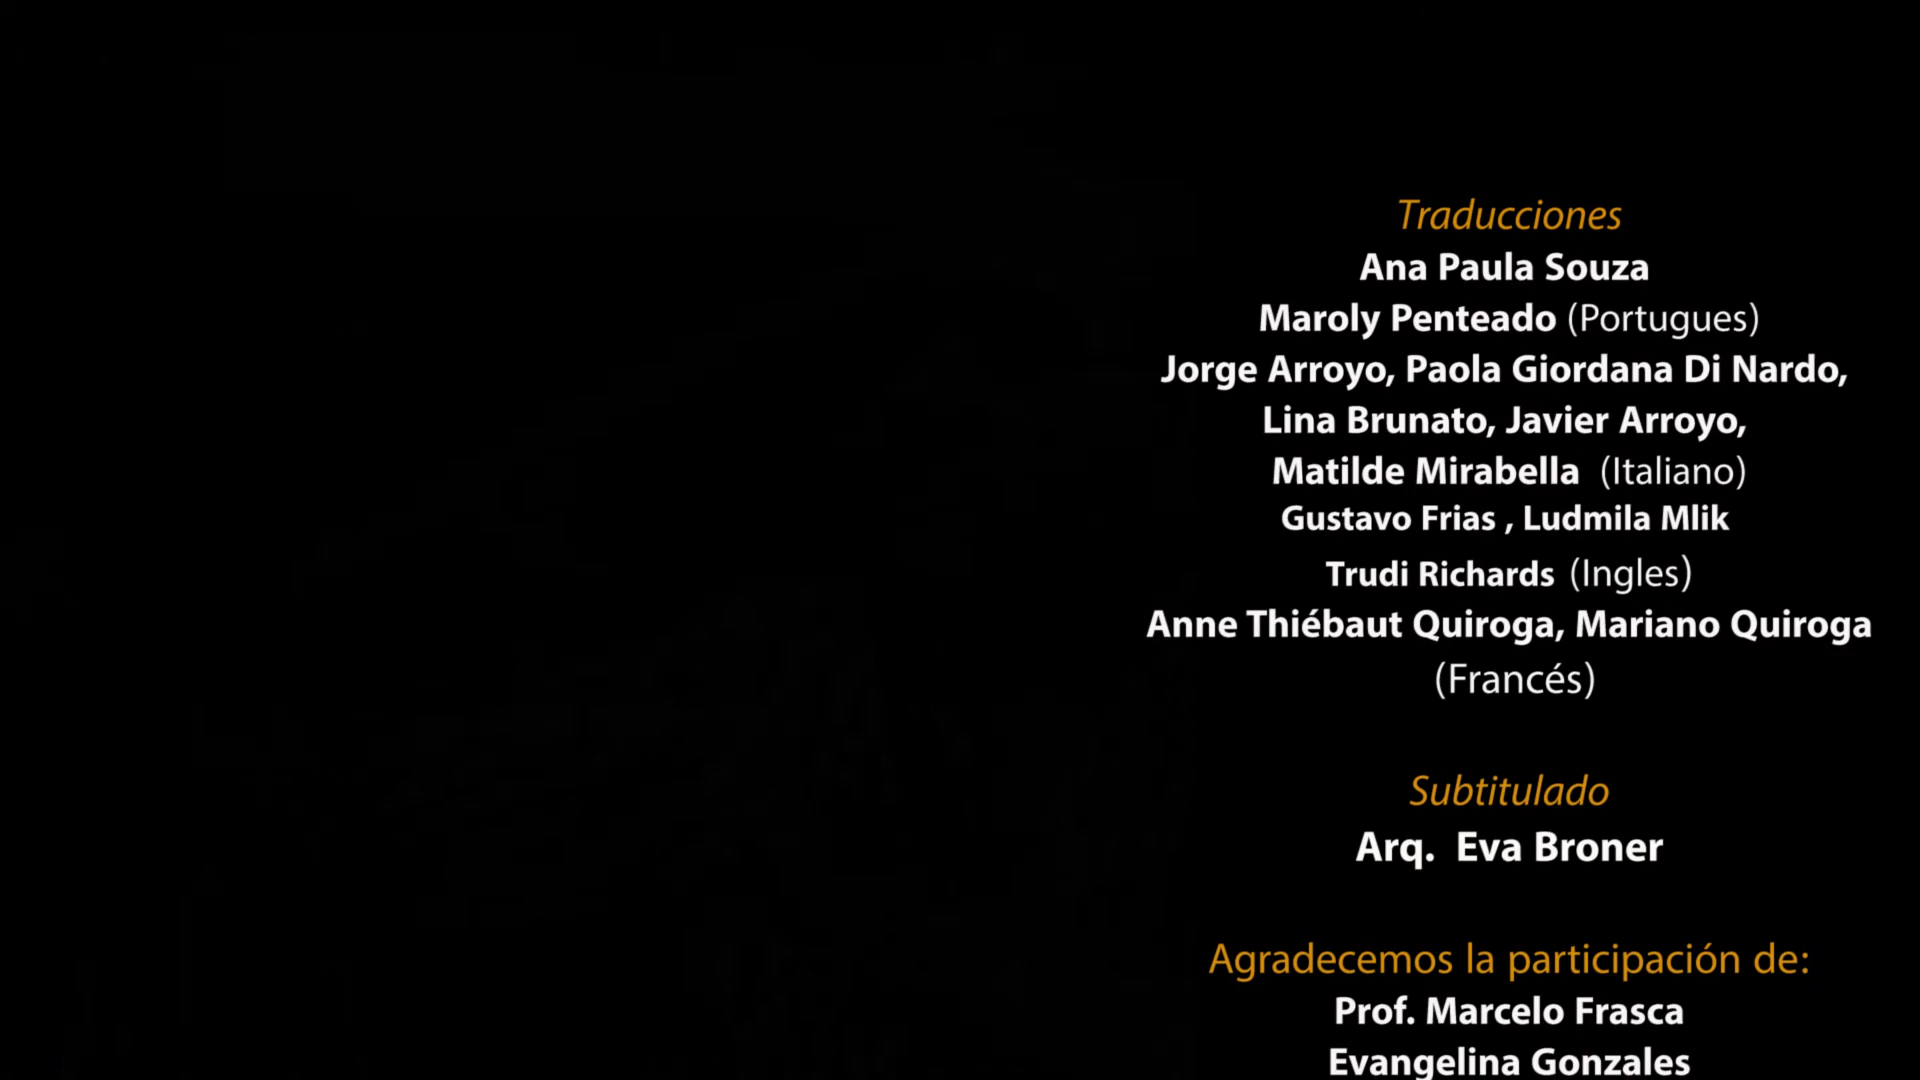 Traducciones
Ana Paula Souza
Maroly Penteado (Portugues)
Jorge Arroyo, Paola Giordana Di Nardo,
Lina Brunato, Javier Arroyo,
Matilde Mirabella (Italiano)
Gustavo Frias , Ludmila Mlik
Trudi Richards (Ingles)
Anne Thiébaut Quiroga, Mariano Quiroga
(Francés)
Subtitulado
Arq. Eva Broner
Agradecemos la participación de:
Prof. Marcelo Frasca
Evangelina Gonzales